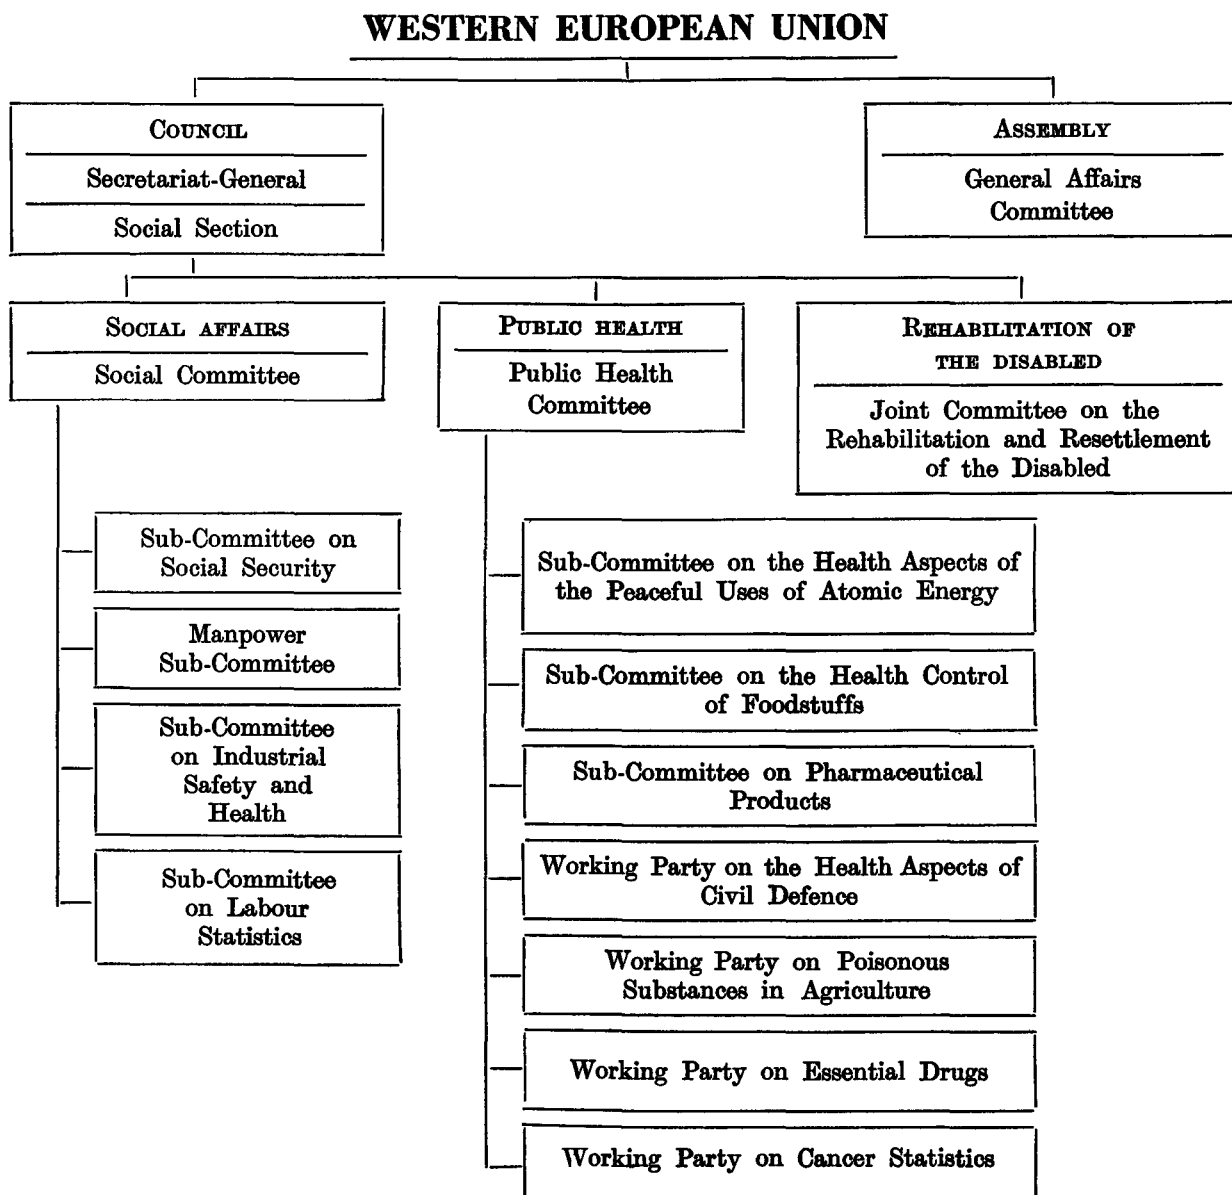 WESTERN EUROPEAN UNION
COUNCIL
Secretariat-General
Social Section
ASSEMBLY
General Affairs
Committee
SOCIAL AFFAIRS
Social Committee
PUBLIC HEALTH
Public Health
Committee
REHABILITATION OF
THE DISABLED
Joint Committee on the
Rehabilitation and Resettlement
of the Disabled
Sub-Committee on
Social Security
Manpower
Sub-Committee
Sub-Committee
on Industrial
Safety and
Health
Sub-Committee
on Labour
Statistics
Sub-Committee on the Health Aspects of
the Peaceful Uses of Atomic Energy
Sub-Committee on the Health Control
of Foodstuffs
Sub-Committee on Pharmaceutical
Products
Working Party on the Health Aspects of
Civil Defence
Working Party on Poisonous
Substances in Agriculture
Working Party on Essential Drugs
Working Party on Cancer Statistics